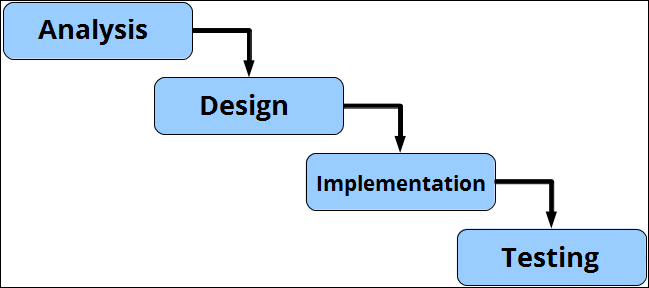 Analysis
Design
Implementation
Testing